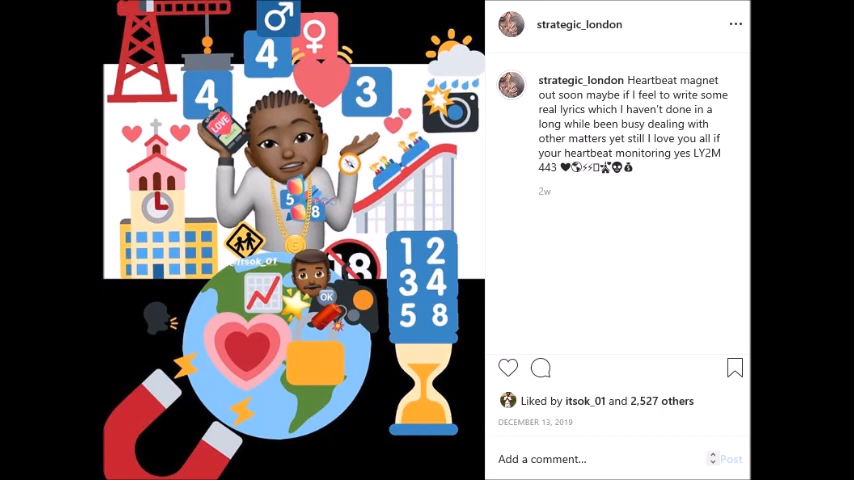 4
4
3
LOVE
5
8
18
itsok_01
OK
1 2
3 4
5 8
strategic_london
strategic_london Heartbeat magnet
out soon maybe if I feel to write some
real lyrics which I haven't done in a
long while been busy dealing with
other matters yet still I love you all if
your heartbeat monitoring yes LY2M
443
2w
Liked by itsok_01 and 2,527 others
DECEMBER 13, 2019
Add a comment...
Post